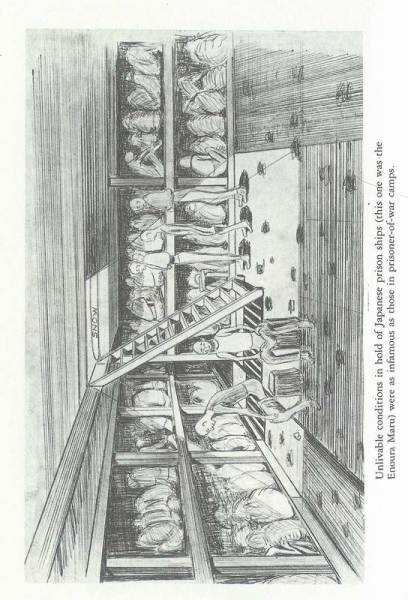 SNOW
Unlivable conditions in hold of Japanese prison ships (this one was the
Enoura Maru) were as infamous as those in prisoner-of-war camps.